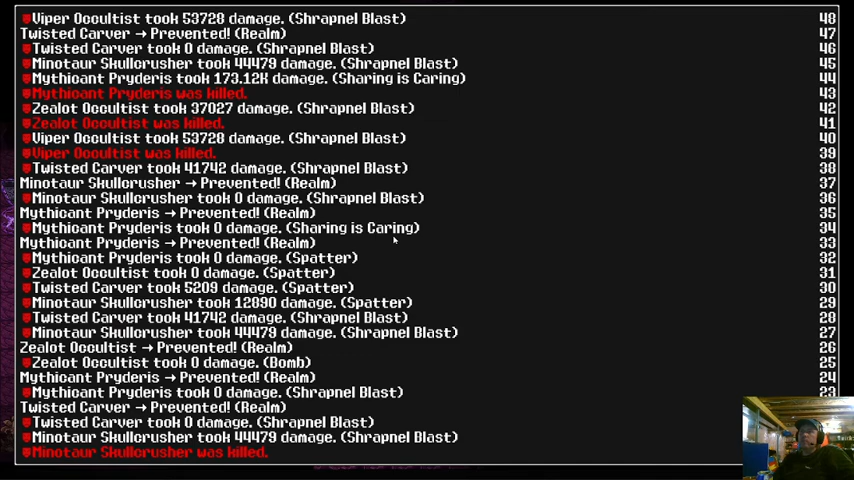 Viper Occultist took 53728 damage. (Shrapnel Blast) 48
Twisted Carver → Prevented! (Realm) 47
Twisted Carver took 0 damage. (Shrapnel Blast) 46
Minotaur Skullcrusher took 44479 damage. (Shrapnel Blast) 45
Mythicant Pryderis took 173.12K damage. (Sharing is Caring) 44
Mythicant Pryderis was killed. 43
Zealot Occultist took 37027 damage. (Shrapnel Blast) 42
Zealot Occultist was killed. 41
Viper Occultist took 53728 damage. (Shrapnel Blast) 40
Viper Occultist was killed. 39
Twisted Carver took 41742 damage. (Shrapnel Blast) 38
Minotaur Skullcrusher → Prevented! (Realm) 37
Minotaur Skullcrusher took 0 damage. (Shrapnel Blast) 36
Mythicant Pryderis → Prevented! (Realm) 35
Mythicant Pryderis took 0 damage. (Sharing is Caring) 34
Mythicant Pryderis → Prevented! (Realm) 33
Mythicant Pryderis took 0 damage. (Spatter) 32
Zealot Occultist took 0 damage. (Spatter) 31
Twisted Carver took 5209 damage. (Spatter) 30
Minotaur Skullcrusher took 12890 damage. (Spatter) 29
Twisted Carver took 41742 damage. (Shrapnel Blast) 28
Minotaur Skullcrusher took 44479 damage. (Shrapnel Blast) 27
Zealot Occultist → Prevented! (Realm) 26
Zealot Occultist took 0 damage. (Bomb) 25
Mythicant Pryderis → Prevented! (Realm) 24
Mythicant Pryderis took 0 damage. (Shrapnel Blast) 23
Twisted Carver → Prevented! (Realm)
Twisted Carver took 0 damage. (Shrapnel Blast)
Minotaur Skullcrusher took 44479 damage. (Shrapnel Blast)
Minotaur Skullcrusher was killed.